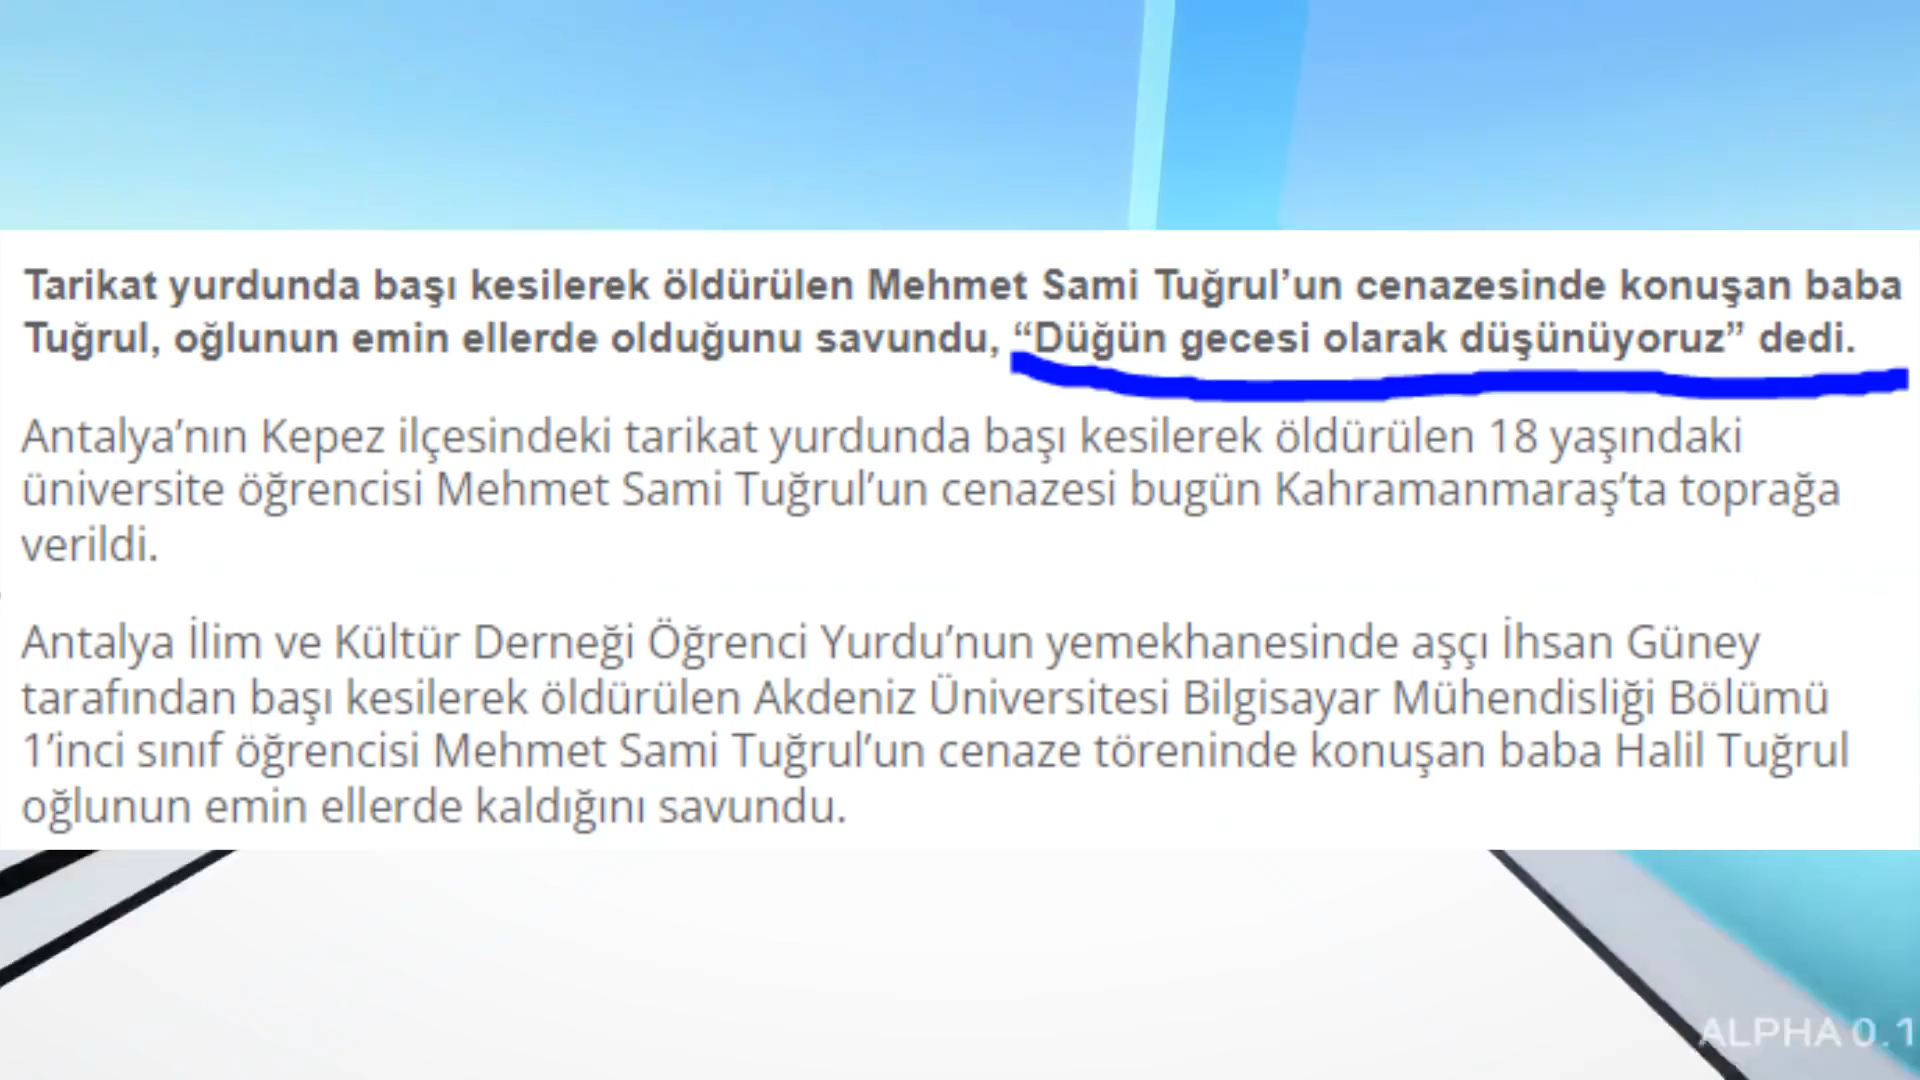 Tarikat yurdunda başı kesilerek öldürülen Mehmet Sami Tuğrul’un cenazesinde konuşan baba
Tuğrul, oğlunun emin ellerde olduğunu savundu, “Düğün gecesi olarak düşünüyoruz” dedi.
Antalya’nın Kepez ilçesindeki tarikat yurdunda başı kesilerek öldürülen 18 yaşındaki
üniversite öğrencisi Mehmet Sami Tuğrul’un cenazesi bugün Kahramanmaraş’ta toprağa
verildi.
Antalya İlim ve Kültür Derneği Öğrenci Yurdu’nun yemekhanesinde aşçı İhsan Güney
tarafından başı kesilerek öldürülen Akdeniz Üniversitesi Bilgisayar Mühendisliği Bölümü
1’inci sınıf öğrencisi Mehmet Sami Tuğrul’un cenaze töreninde konuşan baba Halil Tuğrul
oğlunun emin ellerde kaldığını savundu.
ALPHA 0.1